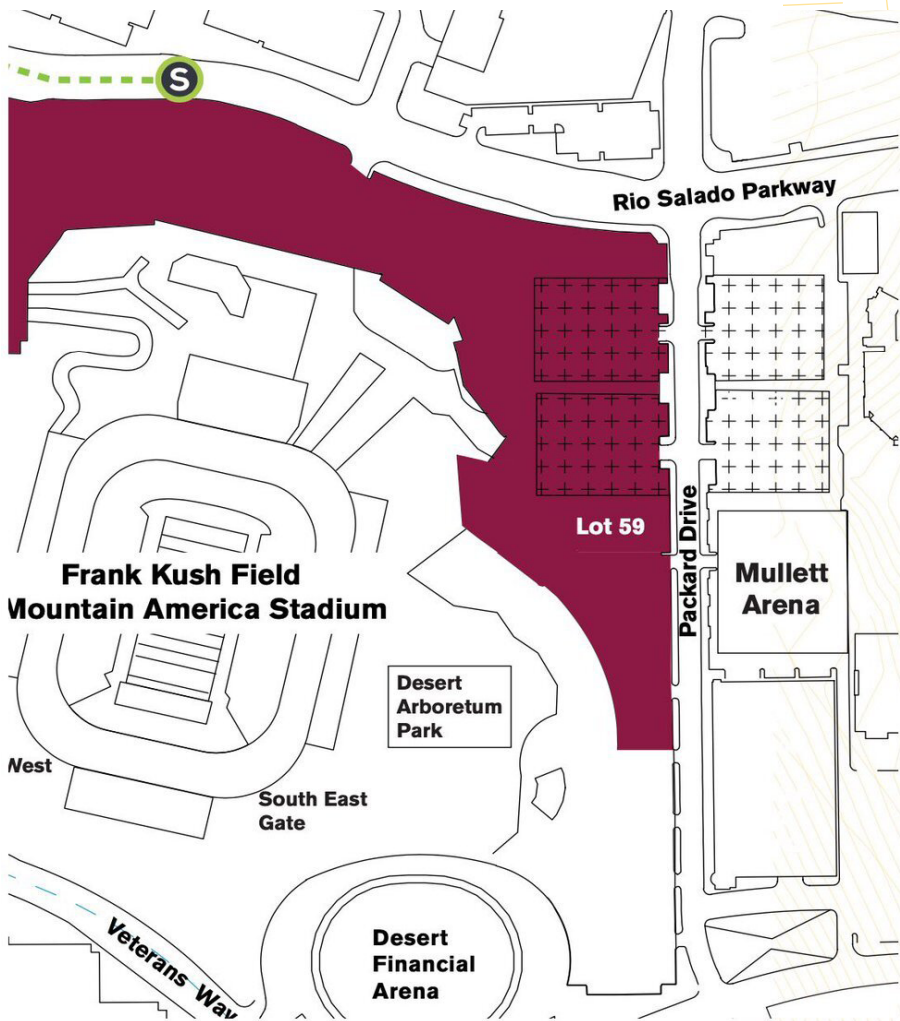 S
Rio Salado Parkway
Lot 59
Packard Drive
Mullett
Arena
Frank Kush Field
Mountain America Stadium
Desert
Arboretum
Park
West
South East
Gate
Veterans Way
Desert
Financial
Arena